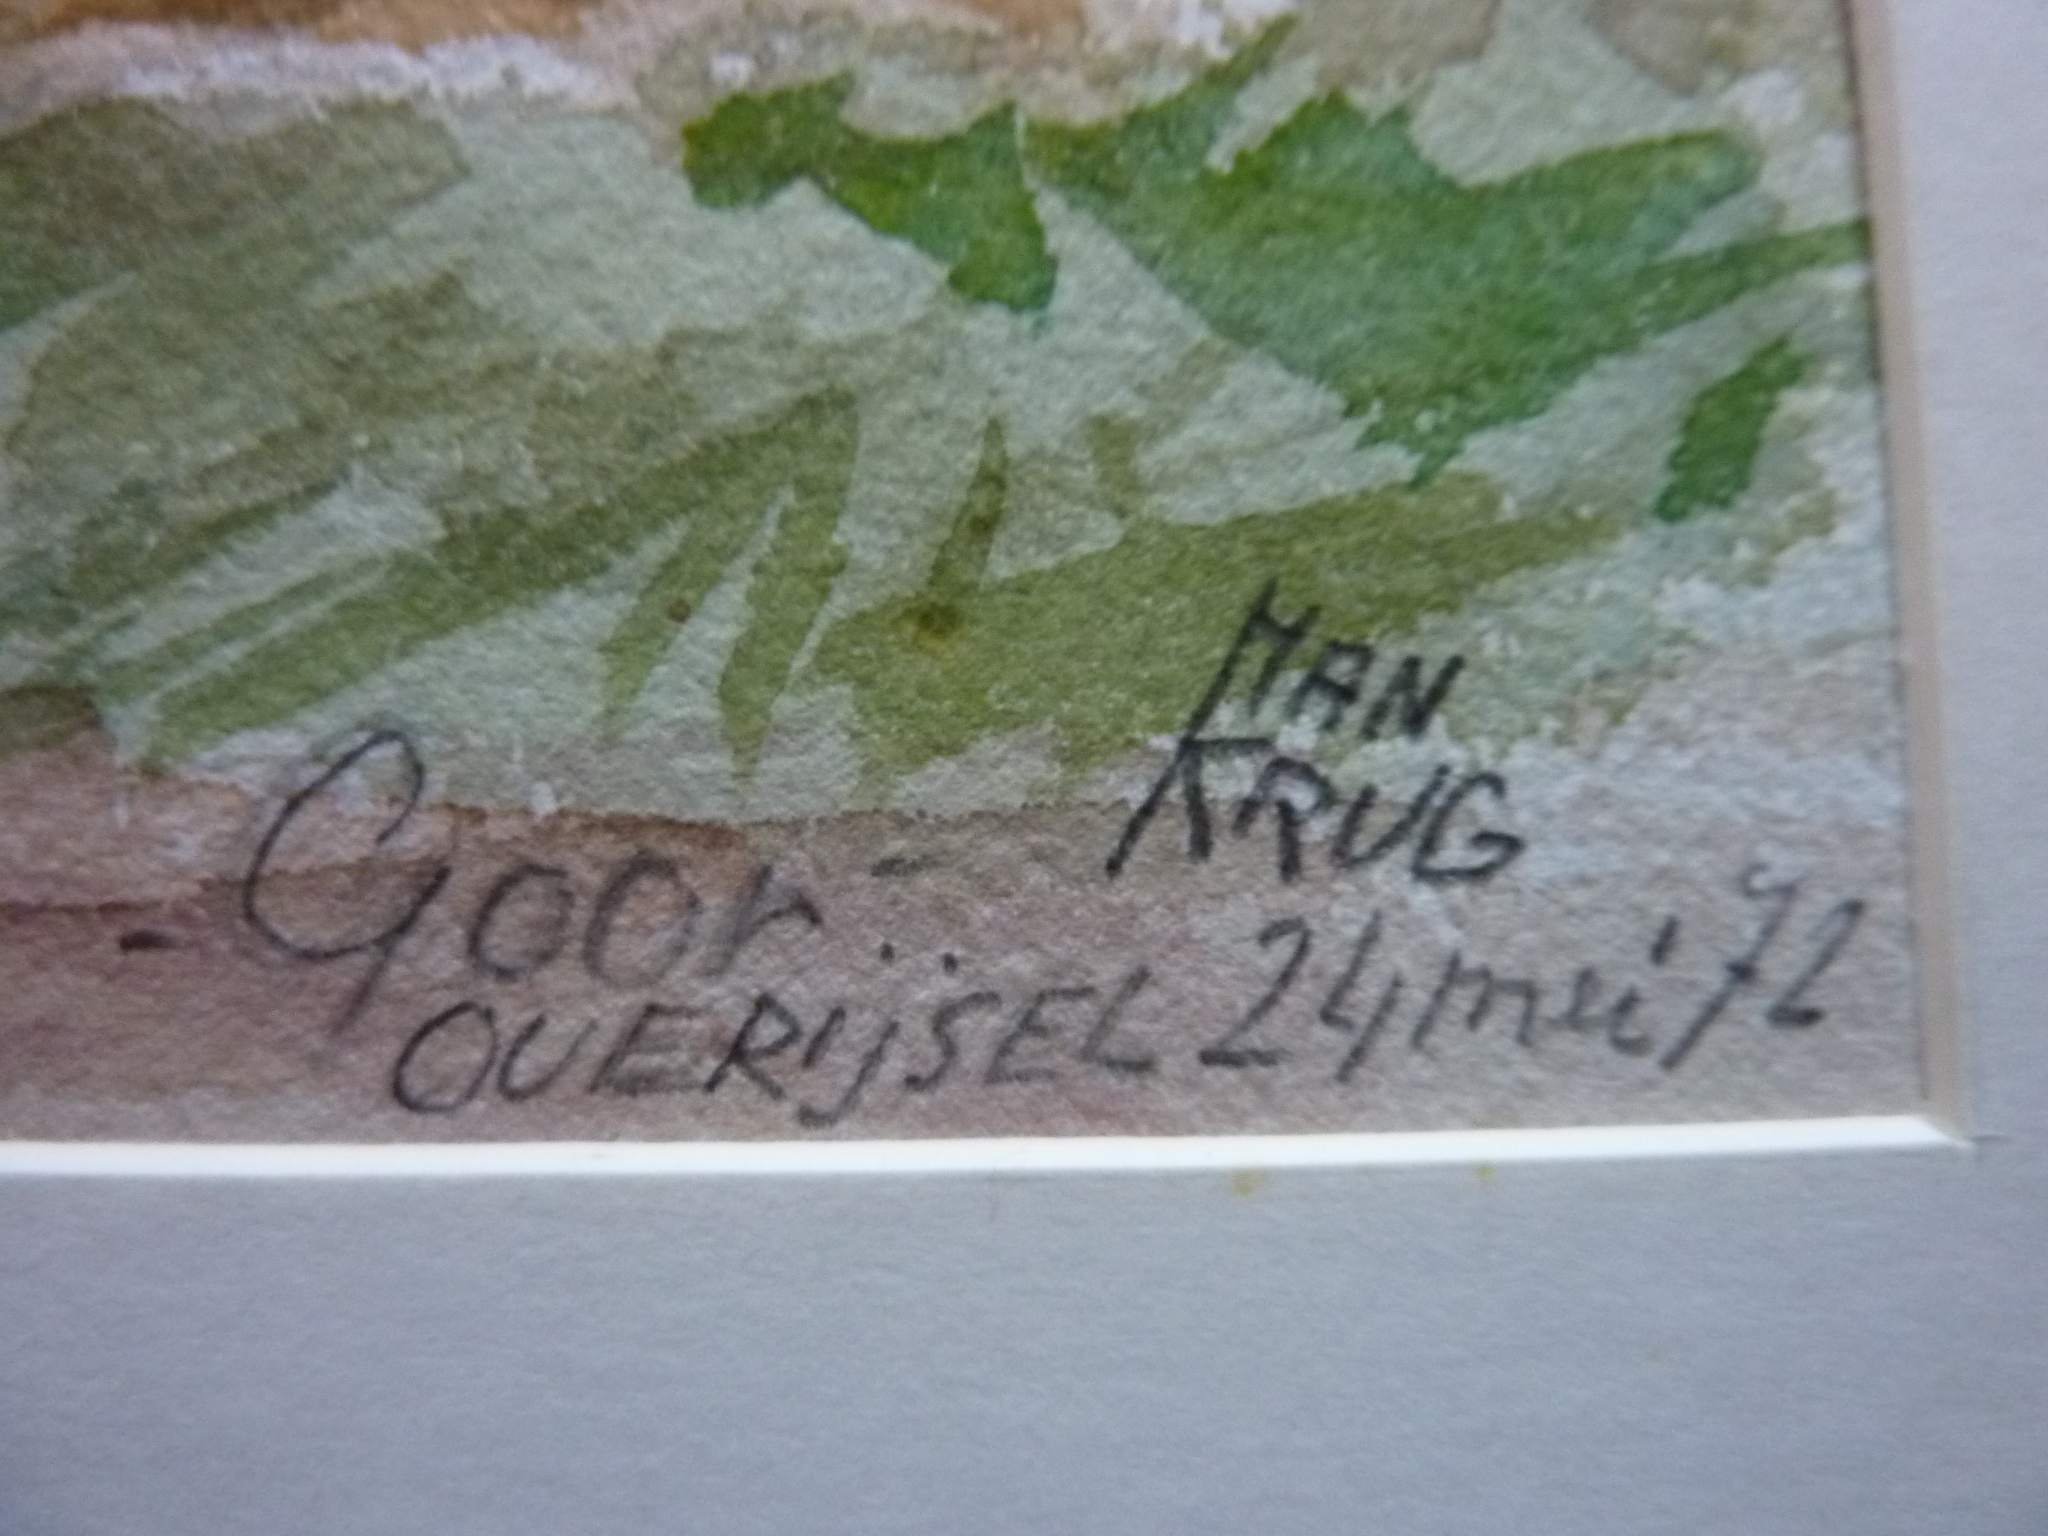 HAN
KRUG
- Goor -..
OVERIJSEL 24 mei 72